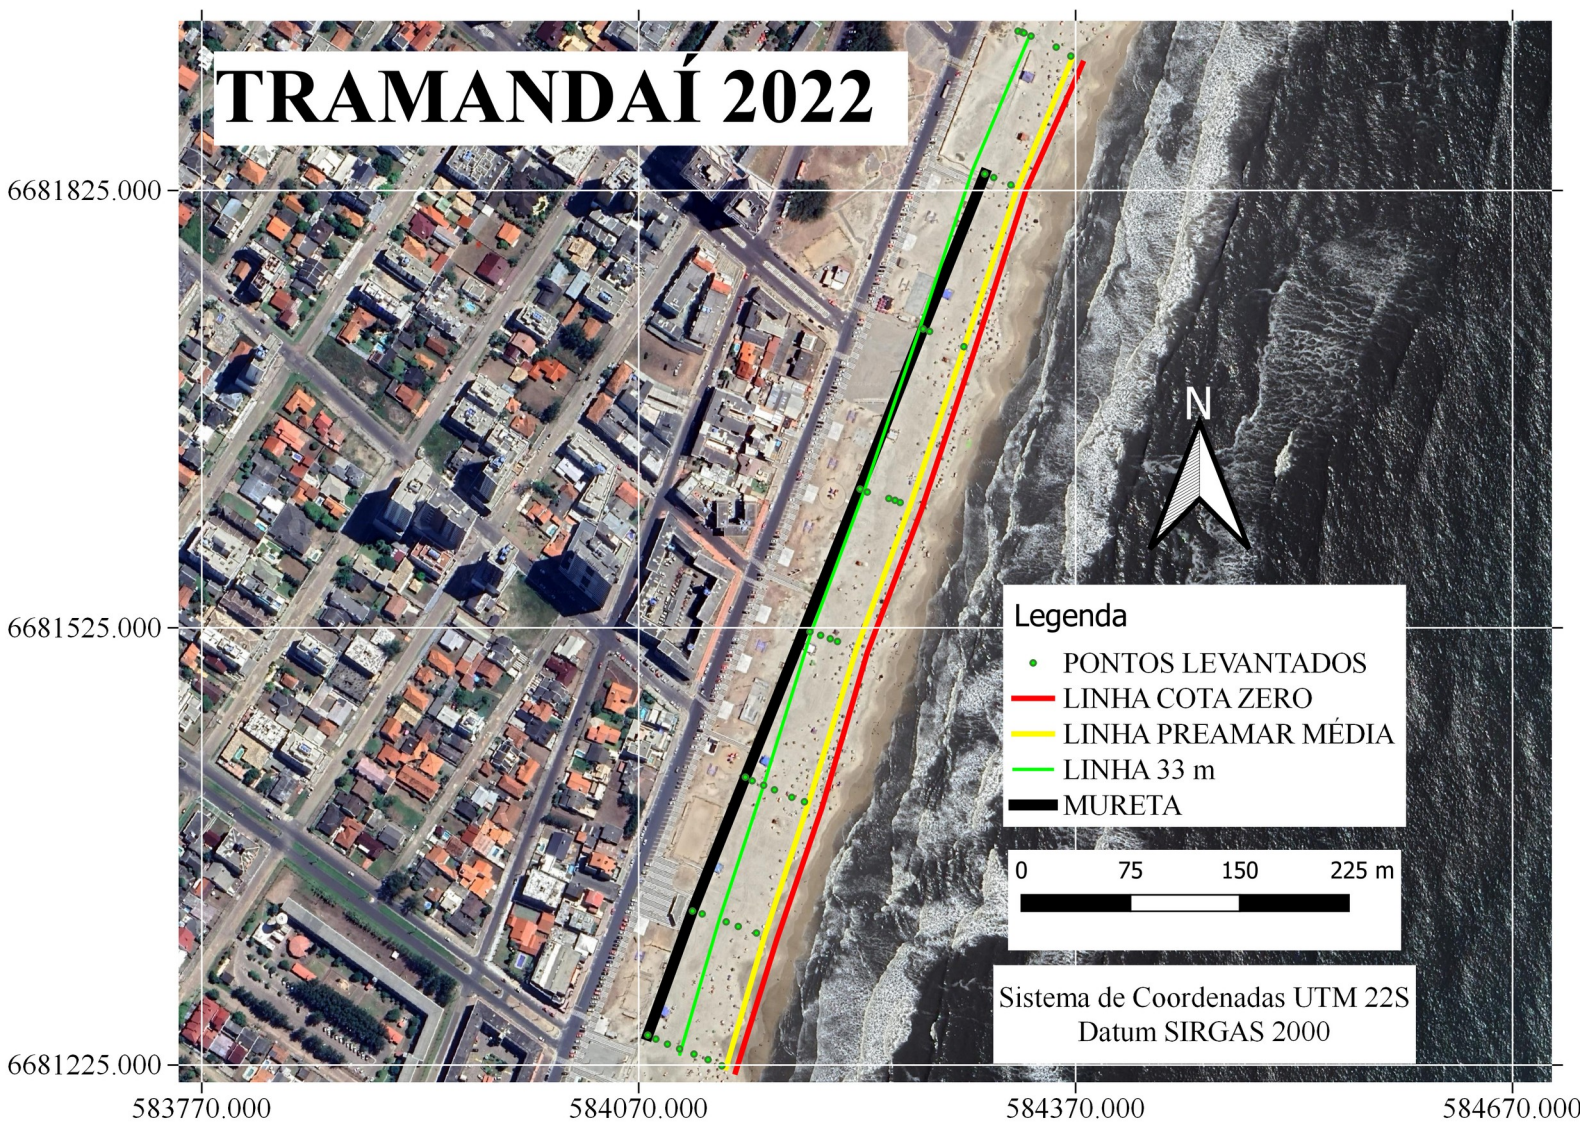 TRAMANDAÍ 2022
6681825.000
6681525.000
6681225.000
N
Legenda
PONTOS LEVANTADOS
LINHA COTA ZERO
LINHA PREAMAR MÉDIA
LINHA 33 m
MURETA
0 75 150 225 m
Sistema de Coordenadas UTM 22S
Datum SIRGAS 2000
583770.000 584070.000 584370.000 584670.000